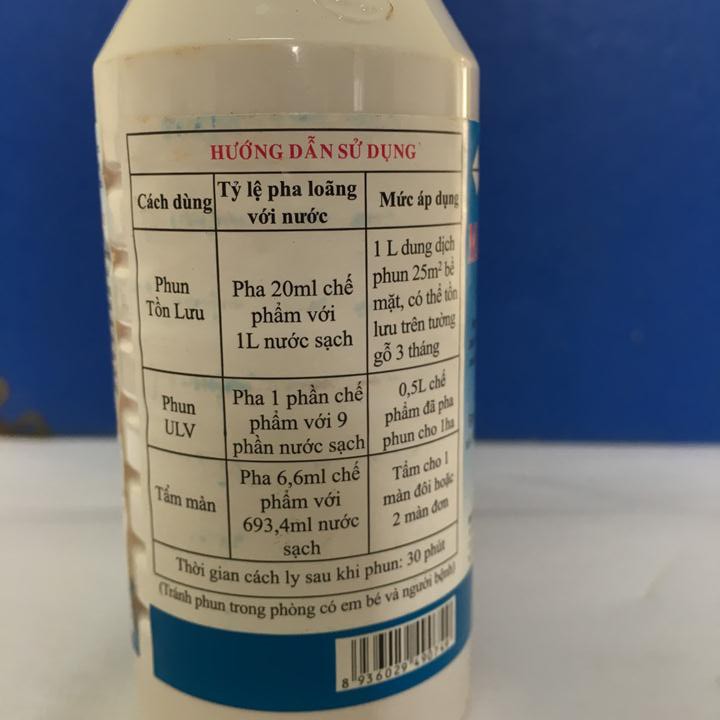 HƯỚNG DẪN SỬ DỤNG
Cách dùng
Tỷ lệ pha loãng
với nước
Mức áp dụng
Phun
Tồn Lưu
Pha 20ml chế
phẩm với
1L nước sạch
1 L dung dịch
phun 25m² bề
mặt, có thể tồn
lưu trên tường
gỗ 3 tháng
Phun
ULV
Pha 1 phần chế
phẩm với 9
phần nước sạch
0,5L chế
phẩm đã pha
phun cho 1ha
Tẩm màn
Pha 6,6ml chế
phẩm với
693,4ml nước
sạch
Tẩm cho 1
màn đôi hoặc
2 màn đơn
Thời gian cách ly sau khi phun: 30 phút
(Tránh phun trong phòng có em bé và người bệnh)